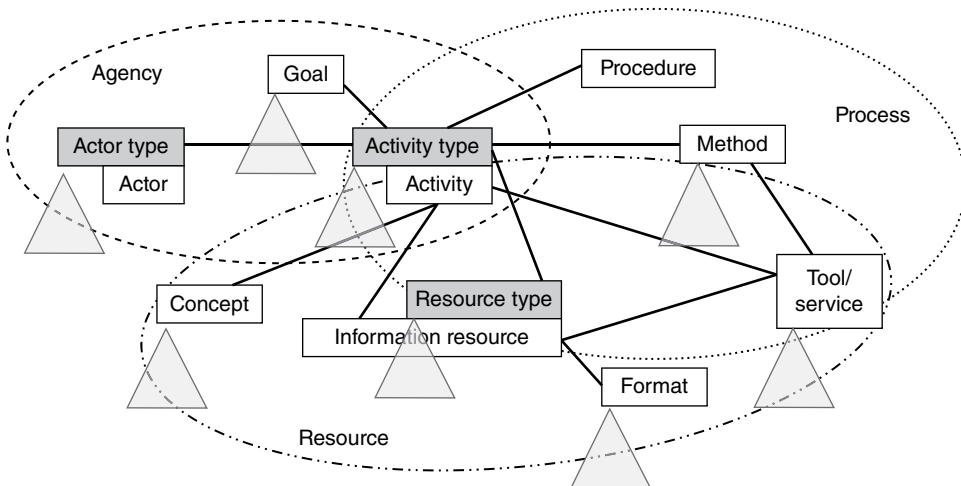 Agency
Goal
Procedure
Process
Actor type
Activity type
Method
Actor
Activity
Concept
Resource type
Information resource
Tool/
service
Format
Resource